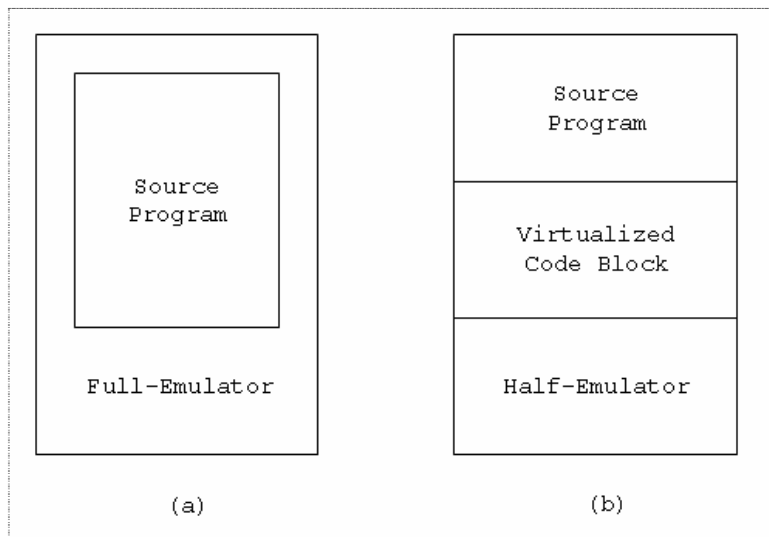 Source
Program
Full-Emulator
(a)
Source
Program
Virtualized
Code Block
Half-Emulator
(b)